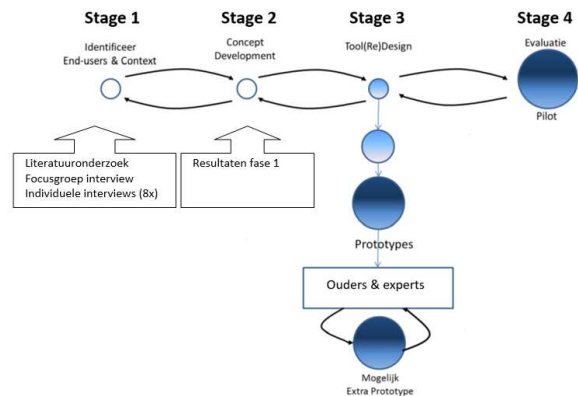 Stage 1
Stage 2
Stage 3
Stage 4
Identificeer
End-users & Context
Concept
Development
Tool(Re)Design
Evaluatie
Pilot
Literatuuronderzoek
Focusgroep interview
Individuele interviews (8x)
Resultaten fase 1
Prototypes
Ouders & experts
Mogelijk
Extra Prototype